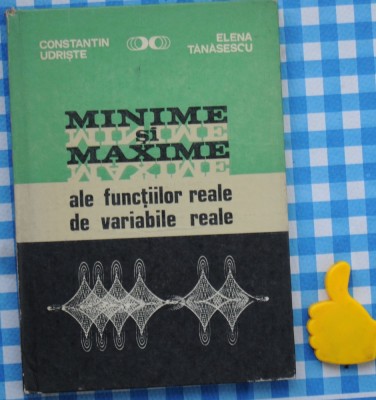 CONSTANTIN
UDRIȘTE
ELENA
TĂNĂSESCU
MINIME
și
MAXIME
ale funcțiilor reale
de variabile reale